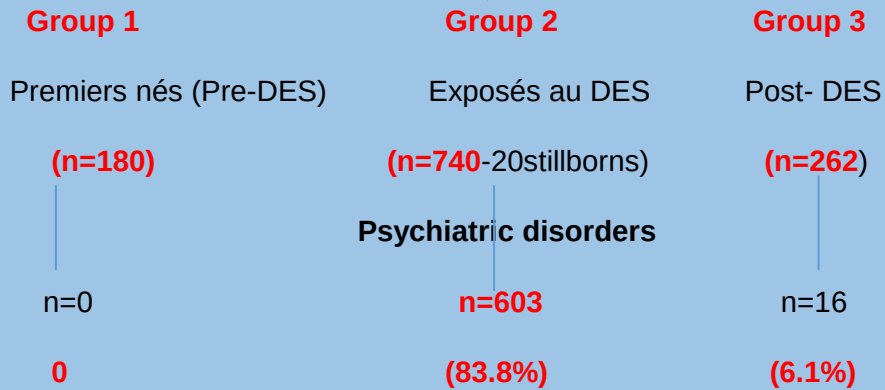 Group 1 Group 2 Group 3
Premiers nés (Pre-DES) Exposés au DES Post- DES
(n=180) (n=740-20stillborns) (n=262)
Psychiatric disorders
n=0 n=603 n=16
0 (83.8%) (6.1%)